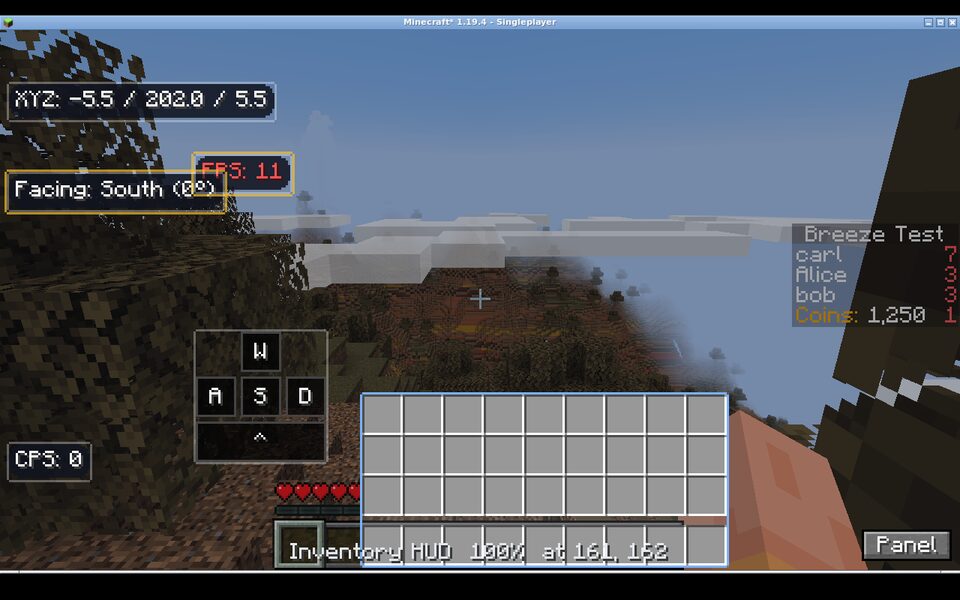 Minecraft* 1.19.4 - Singleplayer
XYZ: -5.5 / 202.0 / 5.5
FPS: 11
Facing: South (0°)
Breeze Test
carl 7
Alice 3
bob 3
Coins: 1,250 1
W
A S D
^
CPS: 0
Inventory HUD 100% at 161, 162
Panel